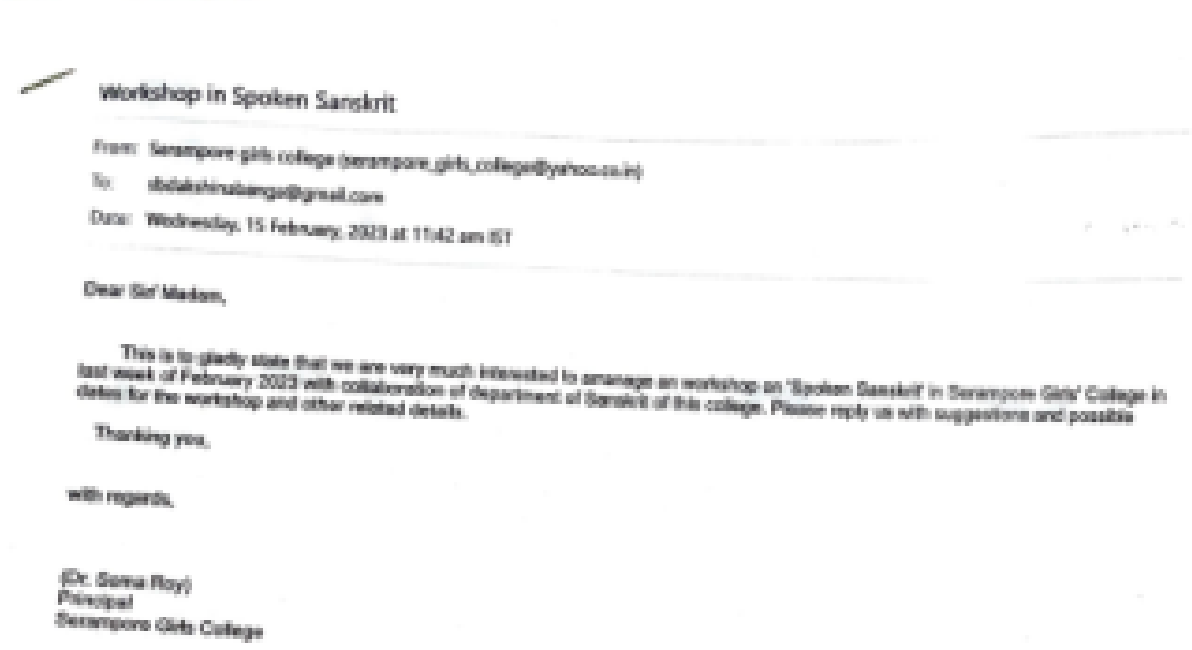 Workshop in Spoken Sanskrit
From: Serampore girls college (serampore_girls_college@yahoo.co.in)
To: sbdakshinabanga@gmail.com
Date: Wednesday, 15 February, 2023 at 11:42 am IST
Dear Sir/ Madam,
This is to gladly state that we are very much interested to arranage an workshop on 'Spoken Sanskrit' in Serampore Girls' College in
last week of February 2023 with collaboration of department of Sanskrit of this college. Please reply us with suggestions and possible
dates for the workshop and other related details.
Thanking you,
with regards,
(Dr. Soma Roy)
Principal
Serampore Girls College